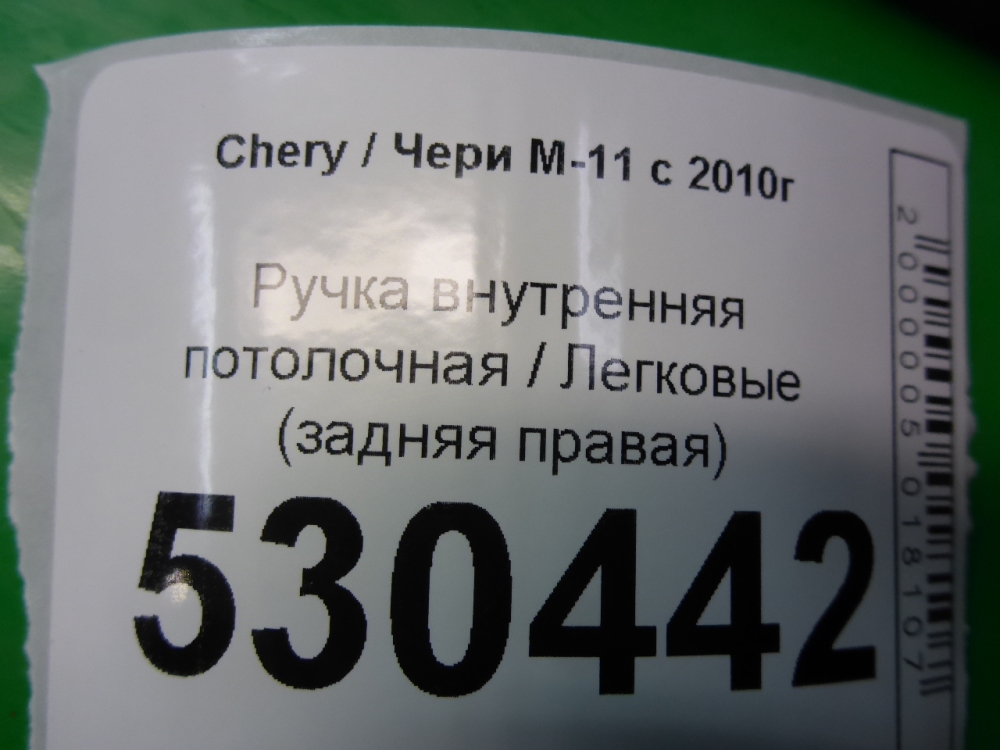 Chery / Чери М-11 с 2010г
Ручка внутренняя
потолочная / Легковые
(задняя правая)
530442
2000005018107